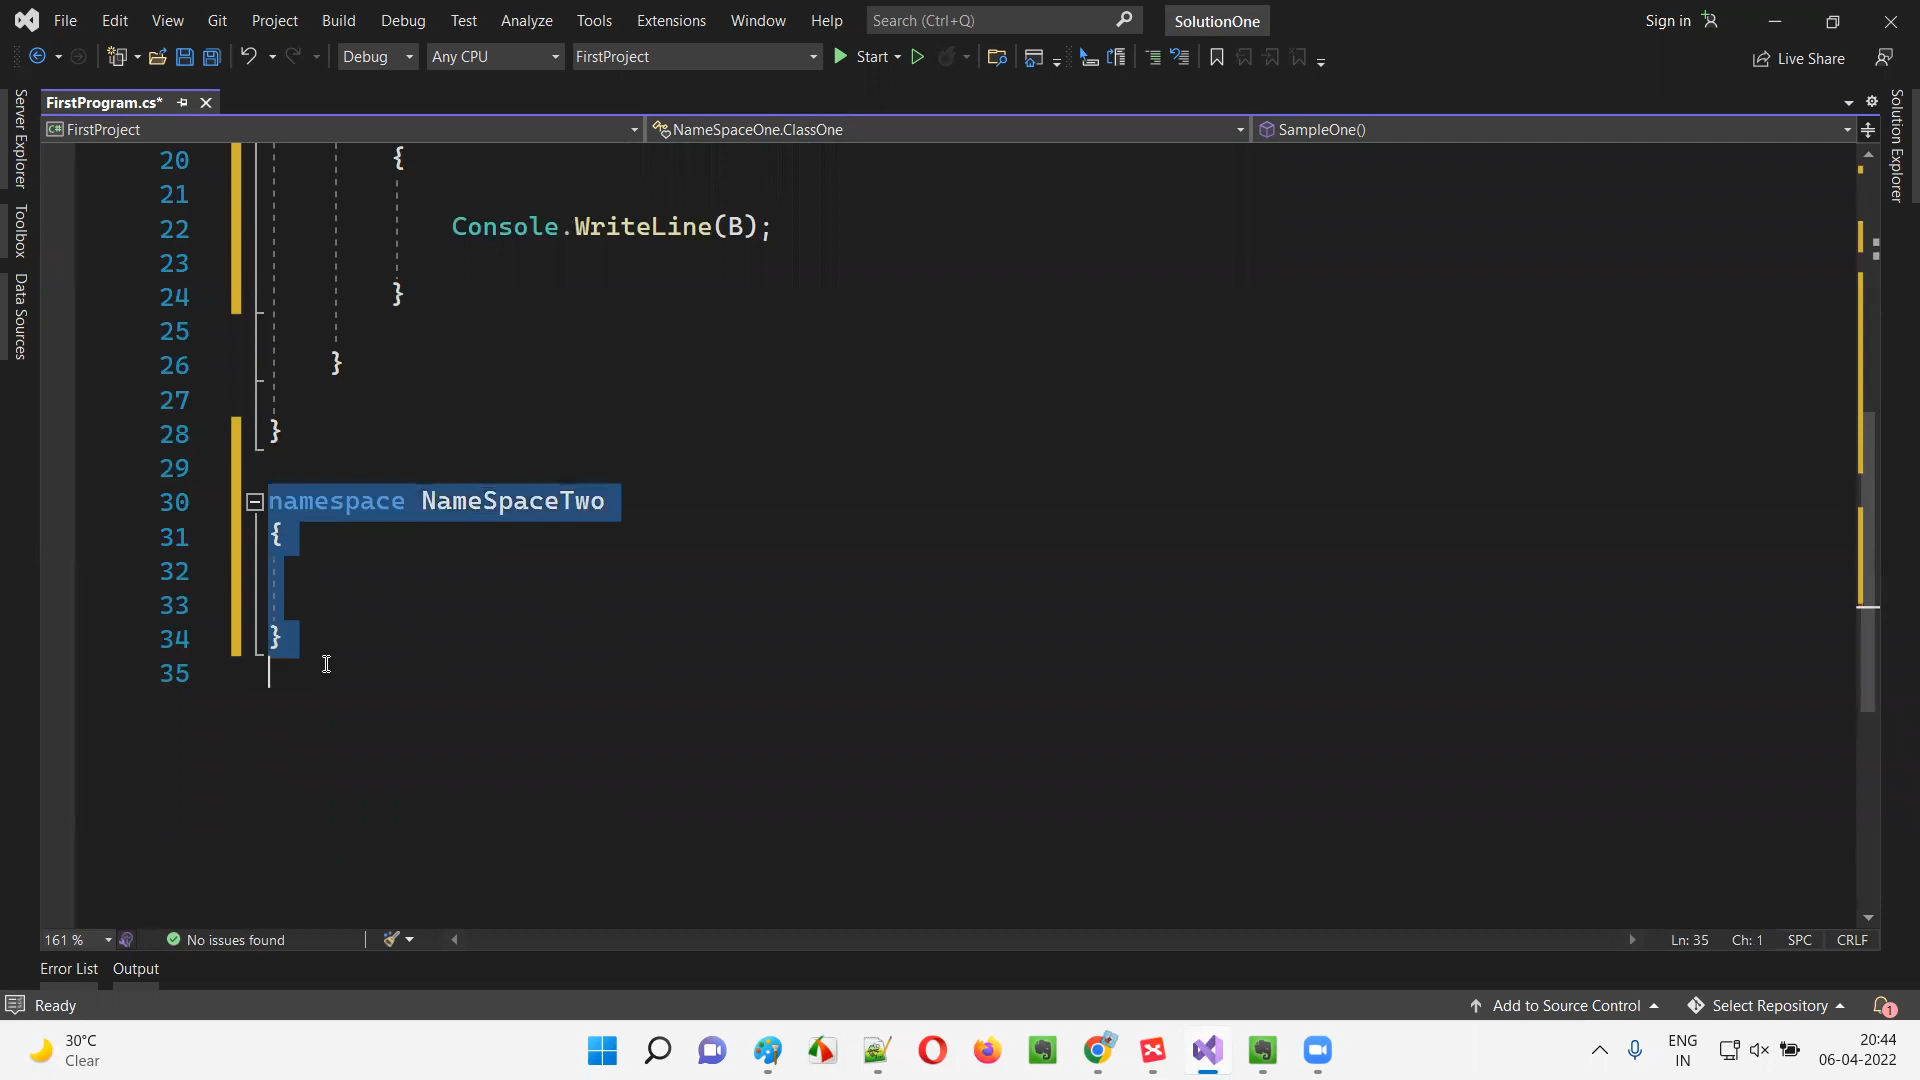 File Edit View Git Project Build Debug Test Analyze Tools Extensions Window Help Search (Ctrl+Q) SolutionOne Sign in
Debug Any CPU FirstProject Start Live Share
FirstProgram.cs*
FirstProject NameSpaceOne.ClassOne SampleOne()
Server Explorer
Toolbox
Data Sources
Solution Explorer
20 {
21
22 Console.WriteLine(B);
23
24 }
25
26 }
27
28 }
29
30 namespace NameSpaceTwo
31 {
32
33
34 }
35
161 % No issues found Ln: 35 Ch: 1 SPC CRLF
Error List Output
Ready Add to Source Control Select Repository 1
30°C
Clear
ENG
IN
20:44
06-04-2022